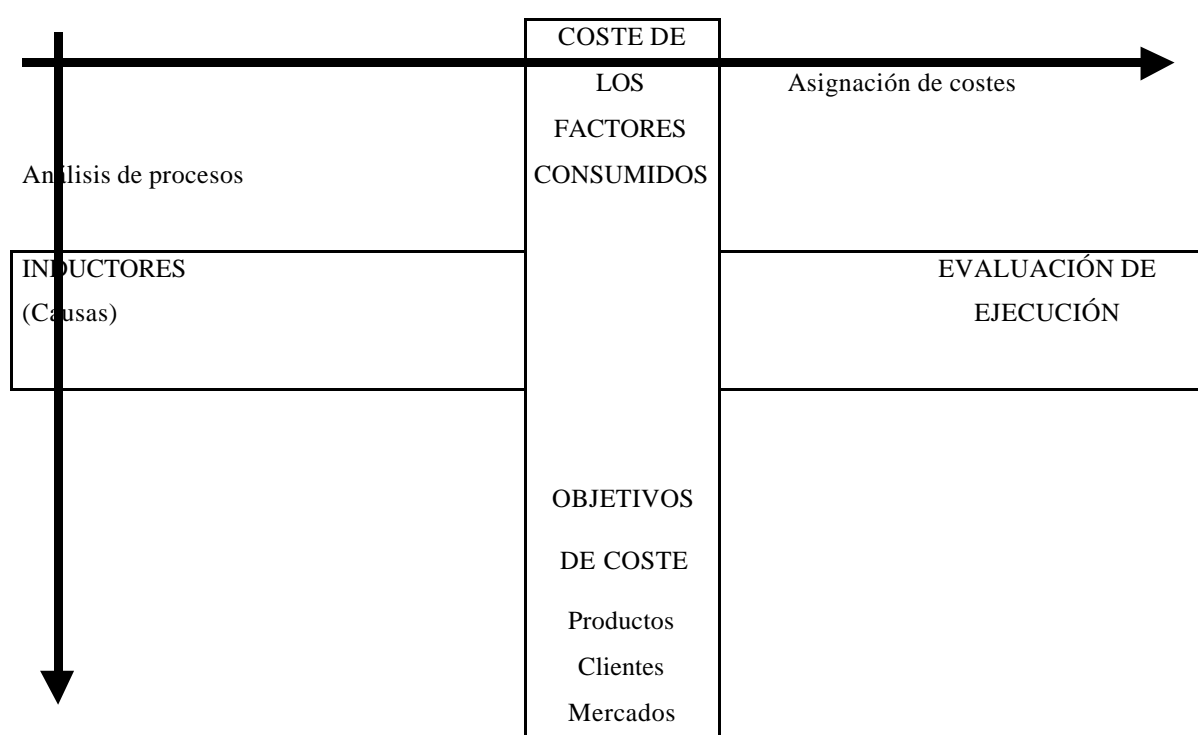 COSTE DE
LOS
FACTORES
CONSUMIDOS
Asignación de costes
Análisis de procesos
INDUCTORES
(Causas)
EVALUACIÓN DE
EJECUCIÓN
OBJETIVOS
DE COSTE
Productos
Clientes
Mercados